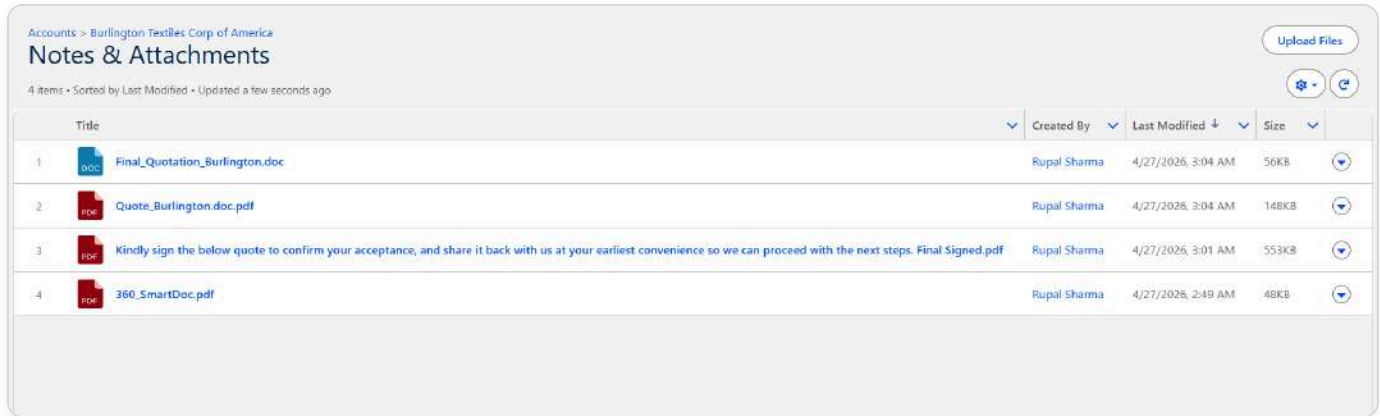 Accounts > Burlington Textiles Corp of America
Notes & Attachments
Upload Files
4 items • Sorted by Last Modified • Updated a few seconds ago
Title Created By Last Modified Size
1 DOC Final_Quotation_Burlington.doc Rupal Sharma 4/27/2026, 3:04 AM 56KB
2 PDF Quote_Burlington.doc.pdf Rupal Sharma 4/27/2026, 3:04 AM 148KB
3 PDF Kindly sign the below quote to confirm your acceptance, and share it back with us at your earliest convenience so we can proceed with the next steps. Final Signed.pdf Rupal Sharma 4/27/2026, 3:01 AM 553KB
4 PDF 360_SmartDoc.pdf Rupal Sharma 4/27/2026, 2:49 AM 48KB